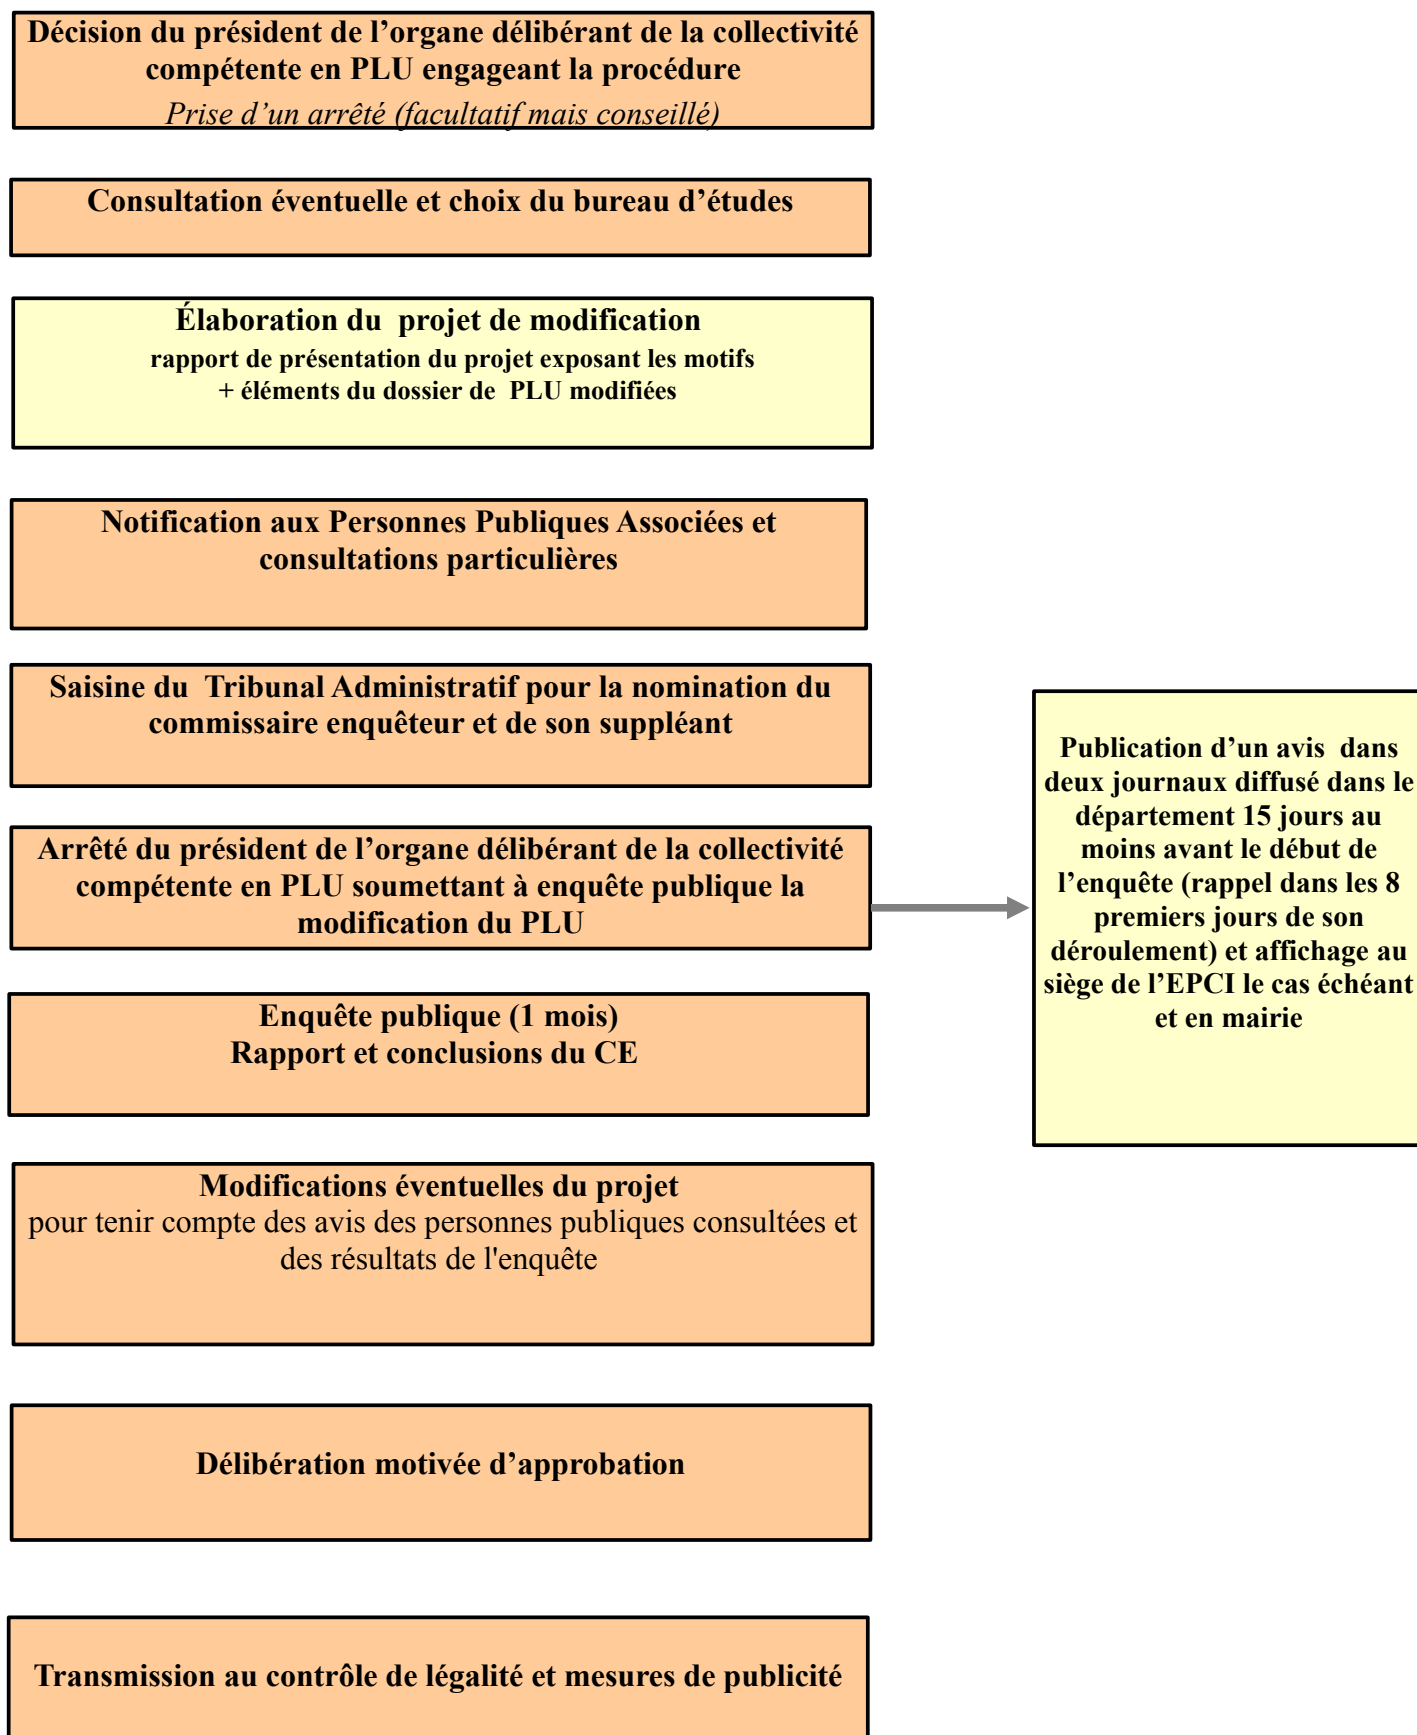 Décision du président de l’organe délibérant de la collectivité
compétente en PLU engageant la procédure
Prise d’un arrêté (facultatif mais conseillé)
Consultation éventuelle et choix du bureau d’études
Élaboration du projet de modification
rapport de présentation du projet exposant les motifs
+ éléments du dossier de PLU modifiées
Notification aux Personnes Publiques Associées et
consultations particulières
Saisine du Tribunal Administratif pour la nomination du
commissaire enquêteur et de son suppléant
Arrêté du président de l’organe délibérant de la collectivité
compétente en PLU soumettant à enquête publique la
modification du PLU
Publication d’un avis dans
deux journaux diffusé dans le
département 15 jours au
moins avant le début de
l’enquête (rappel dans les 8
premiers jours de son
déroulement) et affichage au
siège de l’EPCI le cas échéant
et en mairie
Enquête publique (1 mois)
Rapport et conclusions du CE
Modifications éventuelles du projet
pour tenir compte des avis des personnes publiques consultées et
des résultats de l'enquête
Délibération motivée d’approbation
Transmission au contrôle de légalité et mesures de publicité